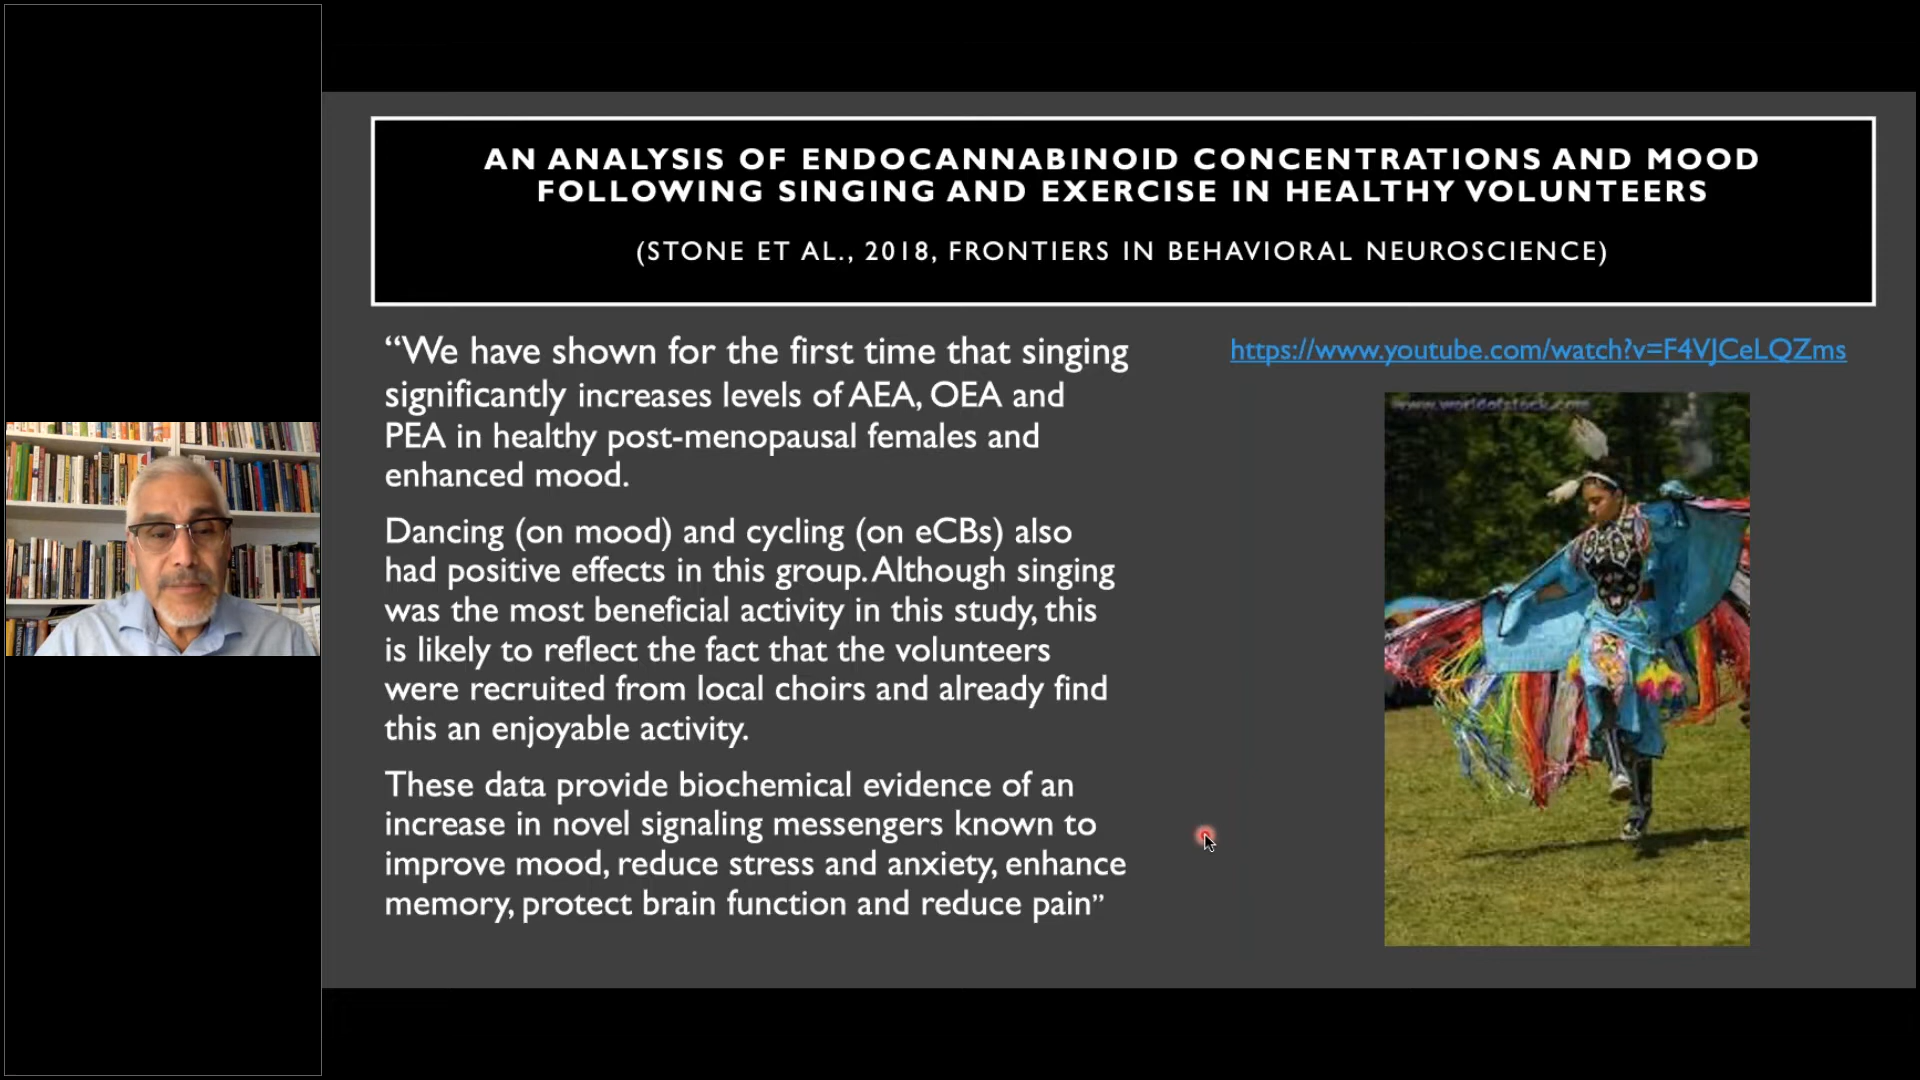 AN ANALYSIS OF ENDOCANNABINOID CONCENTRATIONS AND MOOD
FOLLOWING SINGING AND EXERCISE IN HEALTHY VOLUNTEERS
(STONE ET AL., 2018, FRONTIERS IN BEHAVIORAL NEUROSCIENCE)
“We have shown for the first time that singing
significantly increases levels of AEA, OEA and
PEA in healthy post-menopausal females and
enhanced mood.
Dancing (on mood) and cycling (on eCBs) also
had positive effects in this group. Although singing
was the most beneficial activity in this study, this
is likely to reflect the fact that the volunteers
were recruited from local choirs and already find
this an enjoyable activity.
These data provide biochemical evidence of an
increase in novel signaling messengers known to
improve mood, reduce stress and anxiety, enhance
memory, protect brain function and reduce pain”
https://www.youtube.com/watch?v=F4VJCeLQZms
www.worldofstock.com